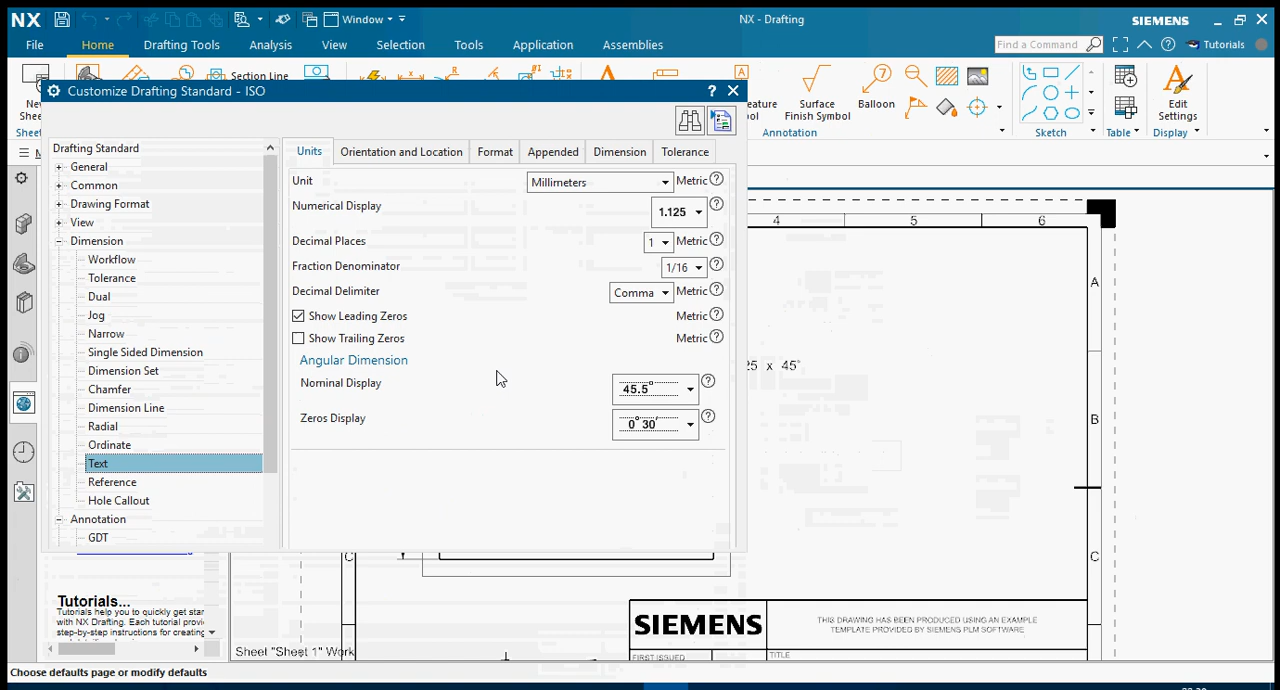 NX
Window
NX - Drafting
SIEMENS
File
Home
Drafting Tools
Analysis
View
Selection
Tools
Application
Assemblies
Find a Command
Tutorials
New
Section Line
Surface
Finish Symbol
Balloon
Edit
Settings
Annotation
Sketch
Table
Display
Customize Drafting Standard - ISO
Drafting Standard
General
Common
Drawing Format
View
Dimension
Workflow
Tolerance
Dual
Jog
Narrow
Single Sided Dimension
Dimension Set
Chamfer
Dimension Line
Radial
Ordinate
Text
Reference
Hole Callout
Annotation
GDT
Units
Orientation and Location
Format
Appended
Dimension
Tolerance
Unit
Millimeters
Metric
Numerical Display
1.125
Decimal Places
1
Metric
Fraction Denominator
1/16
Decimal Delimiter
Comma
Metric
Show Leading Zeros
Metric
Show Trailing Zeros
Metric
Angular Dimension
Nominal Display
45.5°
Zeros Display
0°30'
4
5
6
A
B
C
C
25 x 45°
Tutorials...
Tutorials help you to quickly get star
with NX Drafting. Each tutorial provi
step-by-step instructions for creating
Sheet "Sheet 1" Work
SIEMENS
THIS DRAWING HAS BEEN PRODUCED USING AN EXAMPLE
TEMPLATE PROVIDED BY SIEMENS PLM SOFTWARE
FIRST ISSUED
TITLE
Choose defaults page or modify defaults